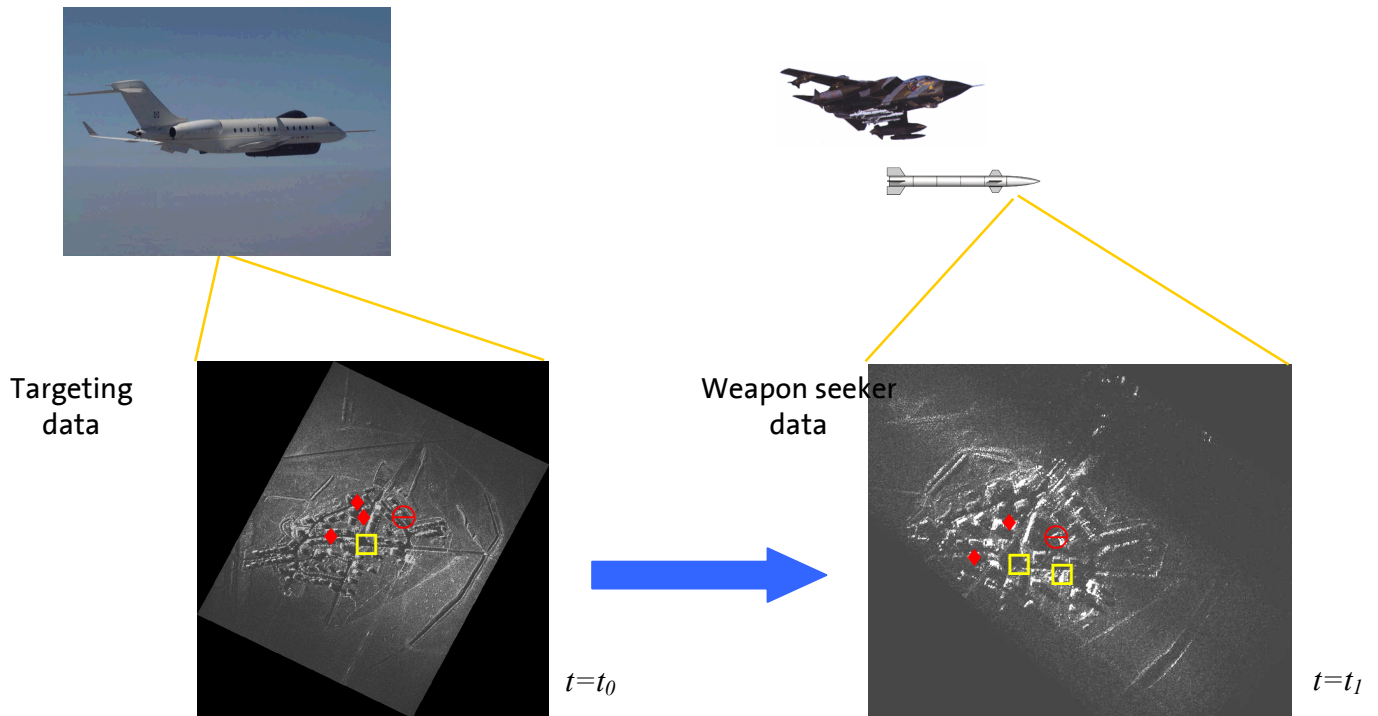 Targeting
data
Weapon seeker
data
t=t0
t=t1